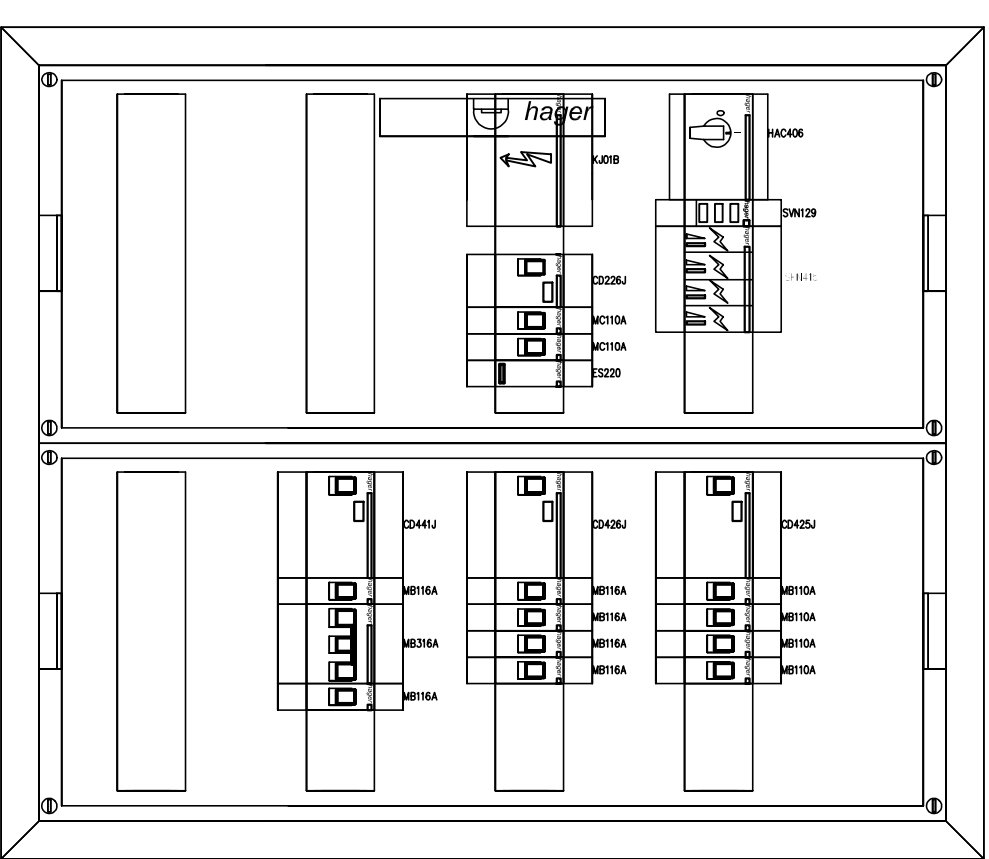 hager
HAC406
KJ01B
SVN129
CD226J
MC110A
MC110A
ES220
CD441J
CD426J
CD425J
MB116A
MB116A
MB110A
MB316A
MB116A
MB110A
MB116A
MB110A
MB116A
MB116A
MB110A